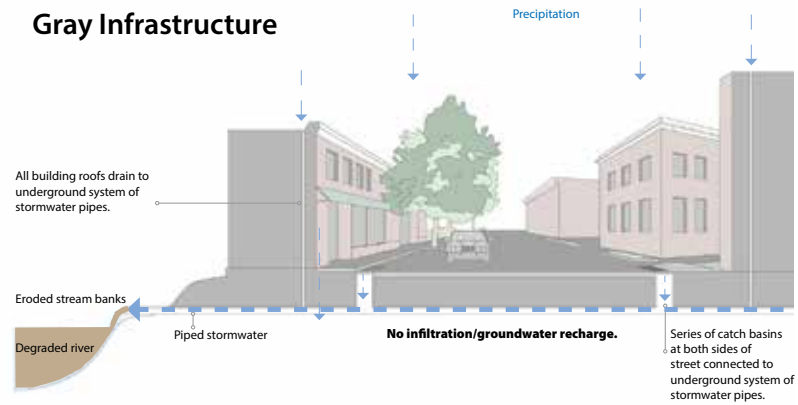 Gray Infrastructure
Precipitation
All building roofs drain to
underground system of
stormwater pipes.
Eroded stream banks
Degraded river
Piped stormwater
No infiltration/groundwater recharge.
Series of catch basins
at both sides of
street connected to
underground system of
stormwater pipes.